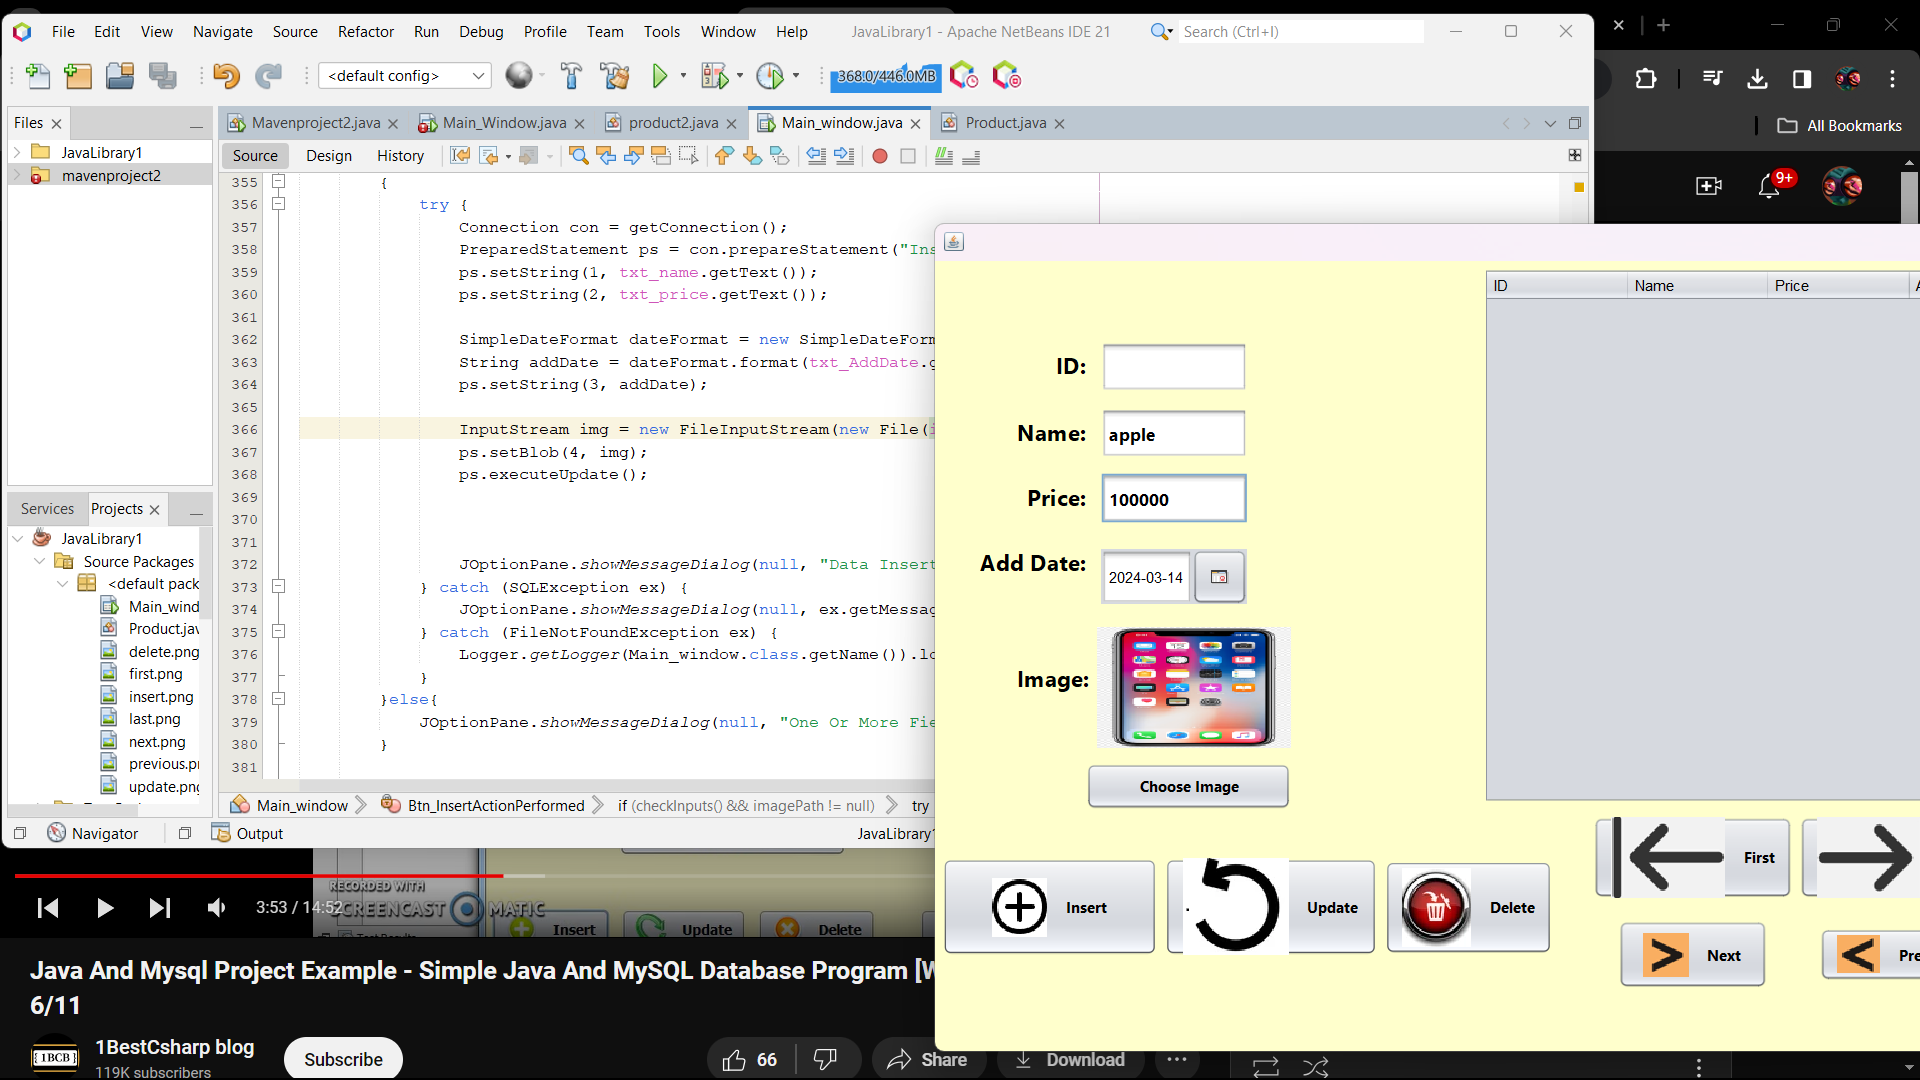 File Edit View Navigate Source Refactor Run Debug Profile Team Tools Window Help
JavaLibrary1 - Apache NetBeans IDE 21
Search (Ctrl+I)
<default config>
368.0/446.0MB
All Bookmarks
9+
Files
JavaLibrary1
mavenproject2
Mavenproject2.java
Main_Window.java
product2.java
Main_window.java
Product.java
Source Design History
355 {
356 try {
357 Connection con = getConnection();
358 PreparedStatement ps = con.prepareStatement("Ins
359 ps.setString(1, txt_name.getText());
360 ps.setString(2, txt_price.getText());
361
362 SimpleDateFormat dateFormat = new SimpleDateForm
363 String addDate = dateFormat.format(txt_AddDate.g
364 ps.setString(3, addDate);
365
366 InputStream img = new FileInputStream(new File(i
367 ps.setBlob(4, img);
368 ps.executeUpdate();
369
370
371
372 JOptionPane.showMessageDialog(null, "Data Insert
373 } catch (SQLException ex) {
374 JOptionPane.showMessageDialog(null, ex.getMessag
375 } catch (FileNotFoundException ex) {
376 Logger.getLogger(Main_window.class.getName()).lo
377 }
378 }else{
379 JOptionPane.showMessageDialog(null, "One Or More Fie
380 }
381
Services Projects
JavaLibrary1
Source Packages
<default pack
Main_wind
Product.jav
delete.png
first.png
insert.png
last.png
next.png
previous.p
update.png
Main_window
Btn_InsertActionPerformed
if (checkInputs() && imagePath != null)
try
Navigator
Output
JavaLibrary
ID Name Price A
ID:
Name: apple
Price: 100000
Add Date: 2024-03-14
Image:
Choose Image
Insert
Update
Delete
First
Next
Pre
RECORDED WITH
SCREENCAST MATIC
3:53 / 14:52
Insert Update Delete
Java And Mysql Project Example - Simple Java And MySQL Database Program [W
6/11
{ 1BCB }
1BestCsharp blog
119K subscribers
Subscribe
66
Share
Download